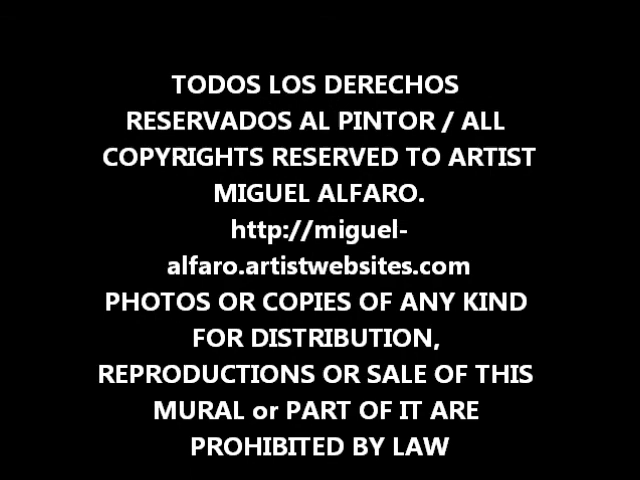 TODOS LOS DERECHOS
RESERVADOS AL PINTOR / ALL
COPYRIGHTS RESERVED TO ARTIST
MIGUEL ALFARO.
http://miguel-
alfaro.artistwebsites.com
PHOTOS OR COPIES OF ANY KIND
FOR DISTRIBUTION,
REPRODUCTIONS OR SALE OF THIS
MURAL or PART OF IT ARE
PROHIBITED BY LAW